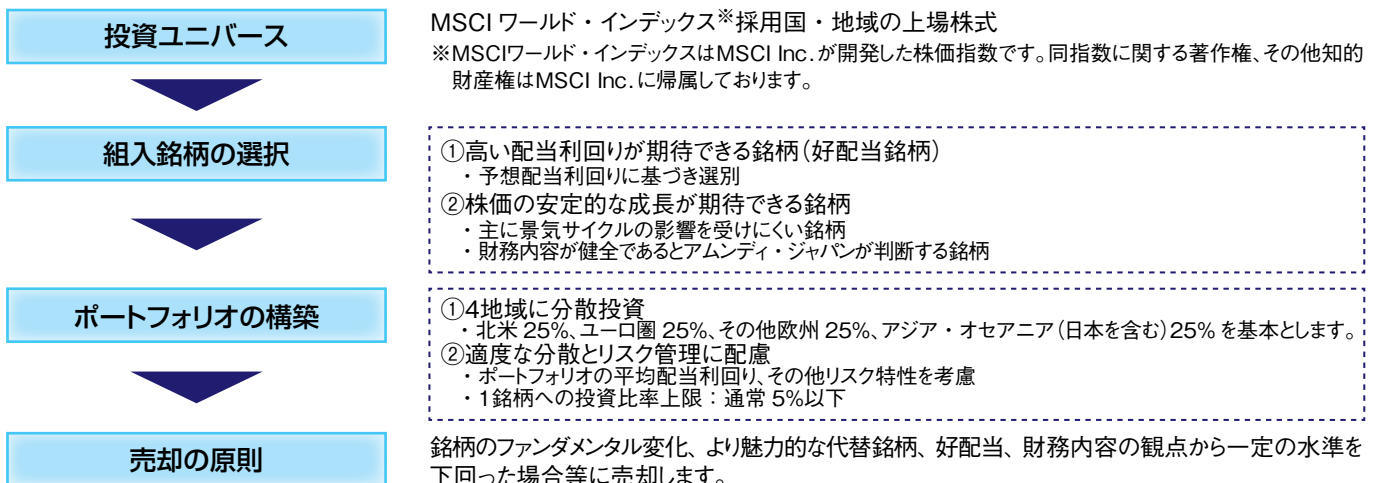 投資ユニバース
MSCI ワールド・インデックス※採用国・地域の上場株式
※MSCIワールド・インデックスはMSCI Inc.が開発した株価指数です。同指数に関する著作権、その他知的
財産権はMSCI Inc.に帰属しております。
組入銘柄の選択
①高い配当利回りが期待できる銘柄(好配当銘柄)
・予想配当利回りに基づき選別
②株価の安定的な成長が期待できる銘柄
・主に景気サイクルの影響を受けにくい銘柄
・財務内容が健全であるとアムンディ・ジャパンが判断する銘柄
ポートフォリオの構築
①4地域に分散投資
・北米 25%、ユーロ圏 25%、その他欧州 25%、アジア・オセアニア(日本を含む)25% を基本とします。
②適度な分散とリスク管理に配慮
・ポートフォリオの平均配当利回り、その他リスク特性を考慮
・1銘柄への投資比率上限:通常 5%以下
売却の原則
銘柄のファンダメンタル変化、より魅力的な代替銘柄、好配当、財務内容の観点から一定の水準を
下回った場合等に売却します。